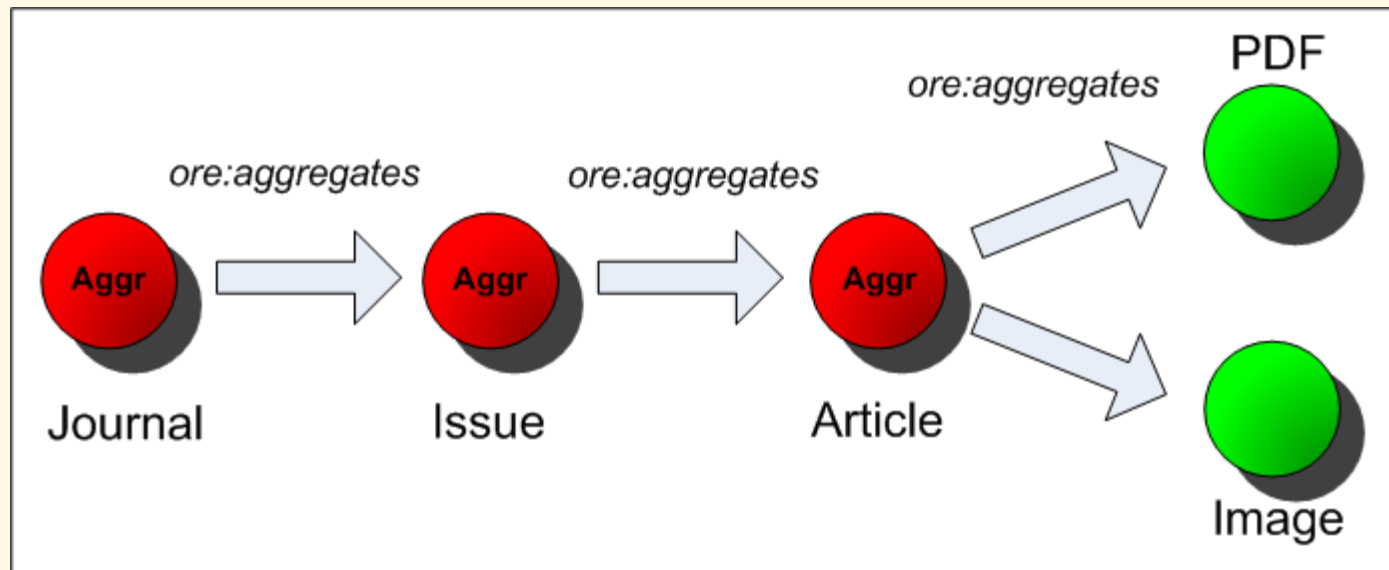 PDF
ore:aggregates
ore:aggregates
ore:aggregates
Aggr
Aggr
Aggr
Journal
Issue
Article
Image